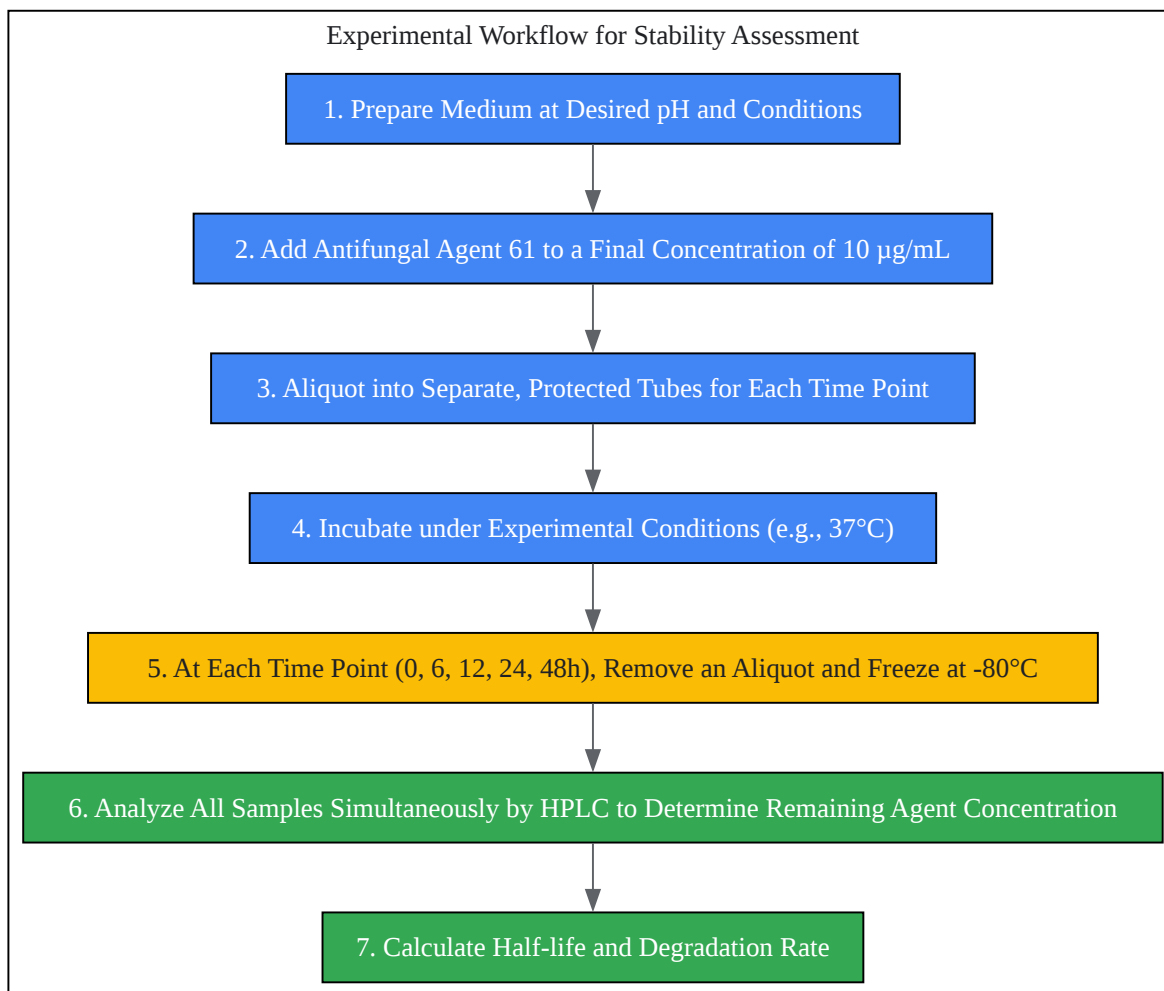 Experimental Workflow for Stability Assessment
1. Prepare Medium at Desired pH and Conditions
2. Add Antifungal Agent 61 to a Final Concentration of 10 µg/mL
3. Aliquot into Separate, Protected Tubes for Each Time Point
4. Incubate under Experimental Conditions (e.g., 37°C)
5. At Each Time Point (0, 6, 12, 24, 48h), Remove an Aliquot and Freeze at -80°C
6. Analyze All Samples Simultaneously by HPLC to Determine Remaining Agent Concentration
7. Calculate Half-life and Degradation Rate